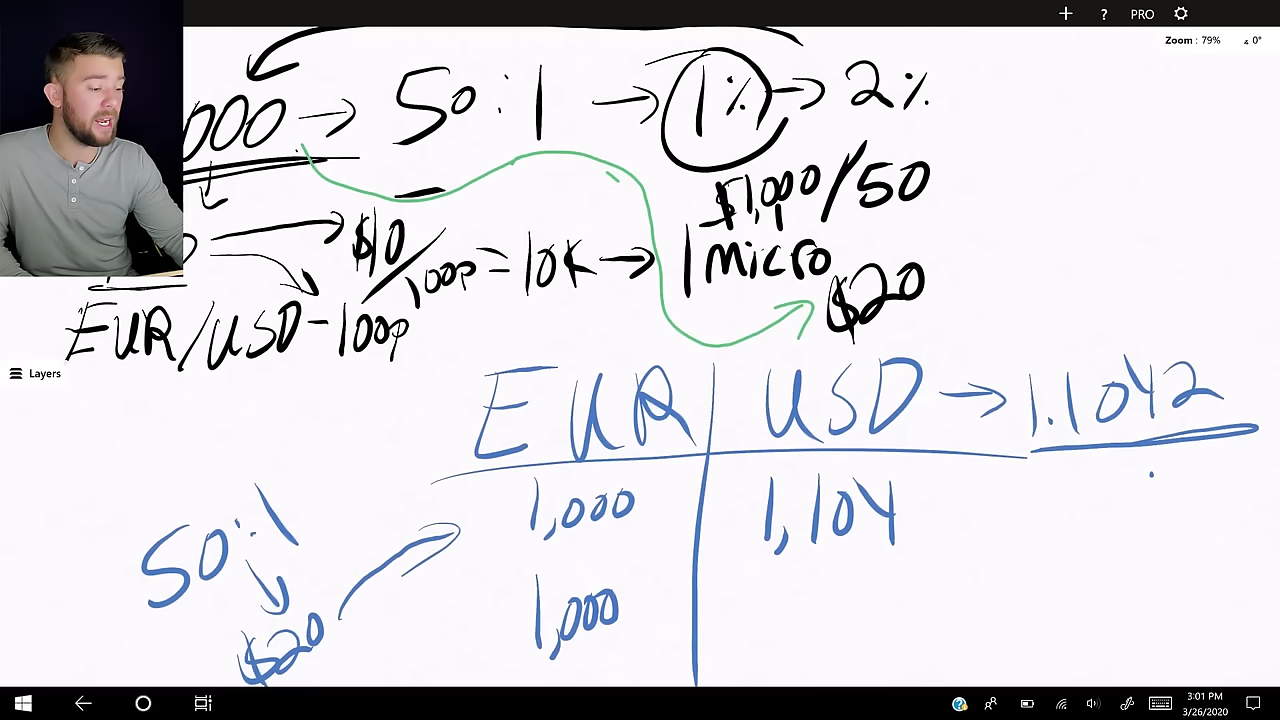 + ? PRO
Zoom : 79% 0°
000 → 50:1 → 1% → 2%
$1,000/50
$10/100p = 10K → 1 micro
$20
EUR/USD - 100p
Layers
EUR | USD → 1.1042
1,000 | 1,104
50:1
1,000
$20
3:01 PM
3/26/2020